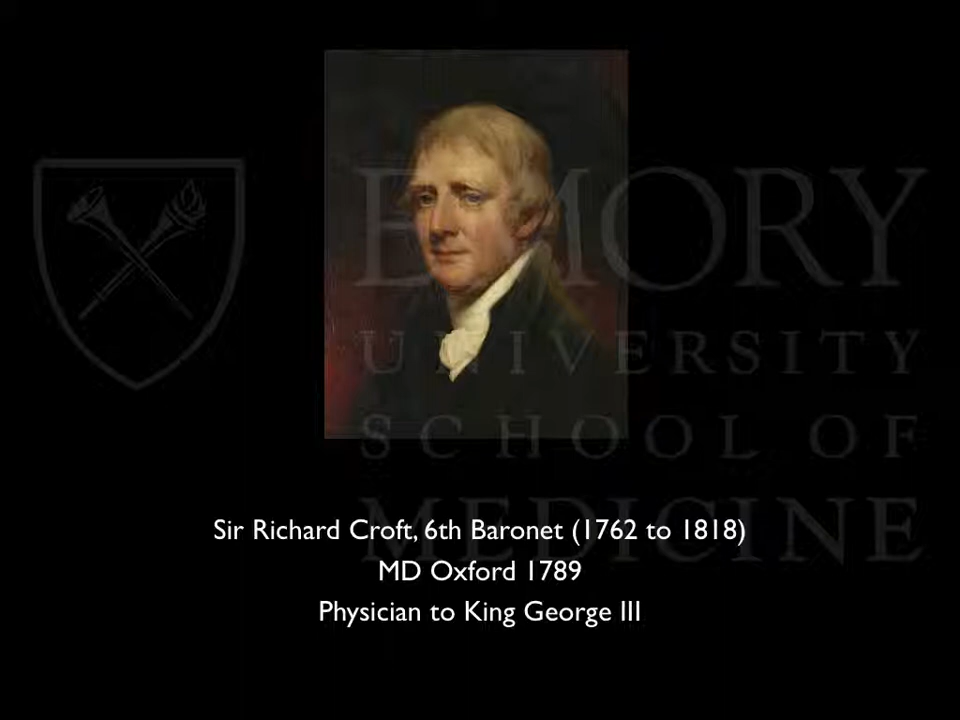 EMORY
UNIVERSITY
SCHOOL OF
MEDICINE
Sir Richard Croft, 6th Baronet (1762 to 1818)
MD Oxford 1789
Physician to King George III